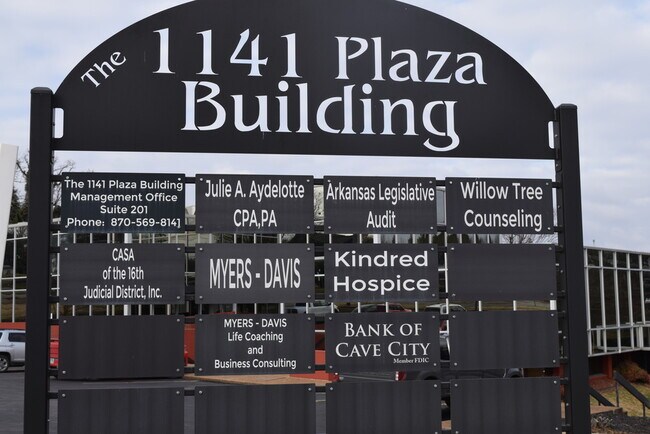 The
1141 Plaza
Building
The 1141 Plaza Building
Management Office
Suite 201
Phone: 870-569-8141
Julie A. Aydelotte
CPA,PA
Arkansas Legislative
Audit
Willow Tree
Counseling
CASA
of the 16th
Judicial District, Inc.
MYERS - DAVIS
Kindred
Hospice
MYERS - DAVIS
Life Coaching
and
Business Consulting
BANK OF
CAVE CITY
Member FDIC